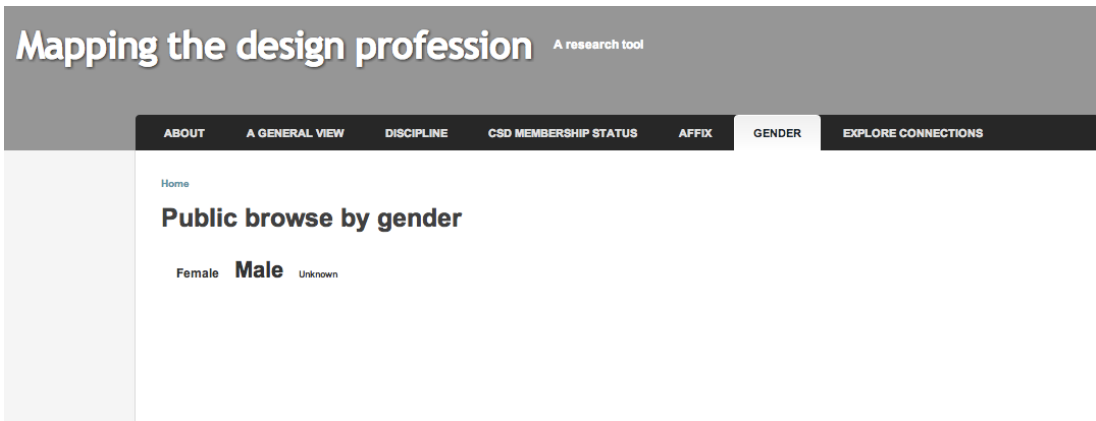 Mapping the design profession A research tool
ABOUT A GENERAL VIEW DISCIPLINE CSD MEMBERSHIP STATUS AFFIX GENDER EXPLORE CONNECTIONS
Home
Public browse by gender
Female Male Unknown